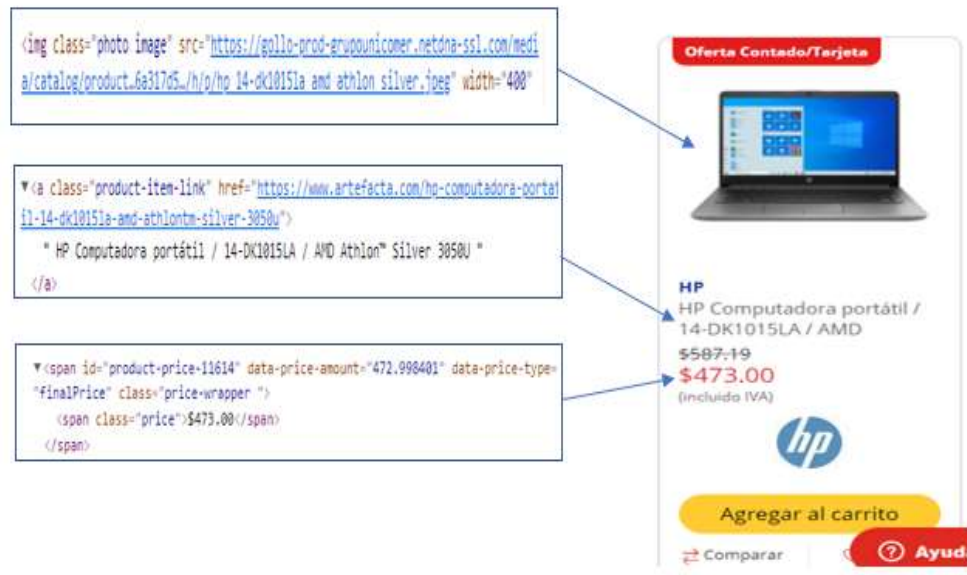 <img class="photo image" src="https://gollo-prod-grupounicomer.netdna-ssl.com/medi
a/catalog/product…6a317d5…/h/p/hp_14-dk1015la_amd_athlon_silver.jpeg" width="400"
▼<a class="product-item-link" href="https://www.artefacta.com/hp-computadora-portat
il-14-dk1015la-amd-athlontm-silver-3050u">
" HP Computadora portátil / 14-DK1015LA / AMD Athlon™ Silver 3050U "
</a>
▼<span id="product-price-11614" data-price-amount="472.998401" data-price-type=
"finalPrice" class="price-wrapper ">
<span class="price">$473.00</span>
</span>
Oferta Contado/Tarjeta
HP
HP Computadora portátil /
14-DK1015LA / AMD
$587.19
$473.00
(incluido IVA)
hp
Agregar al carrito
Comparar
Ayuda